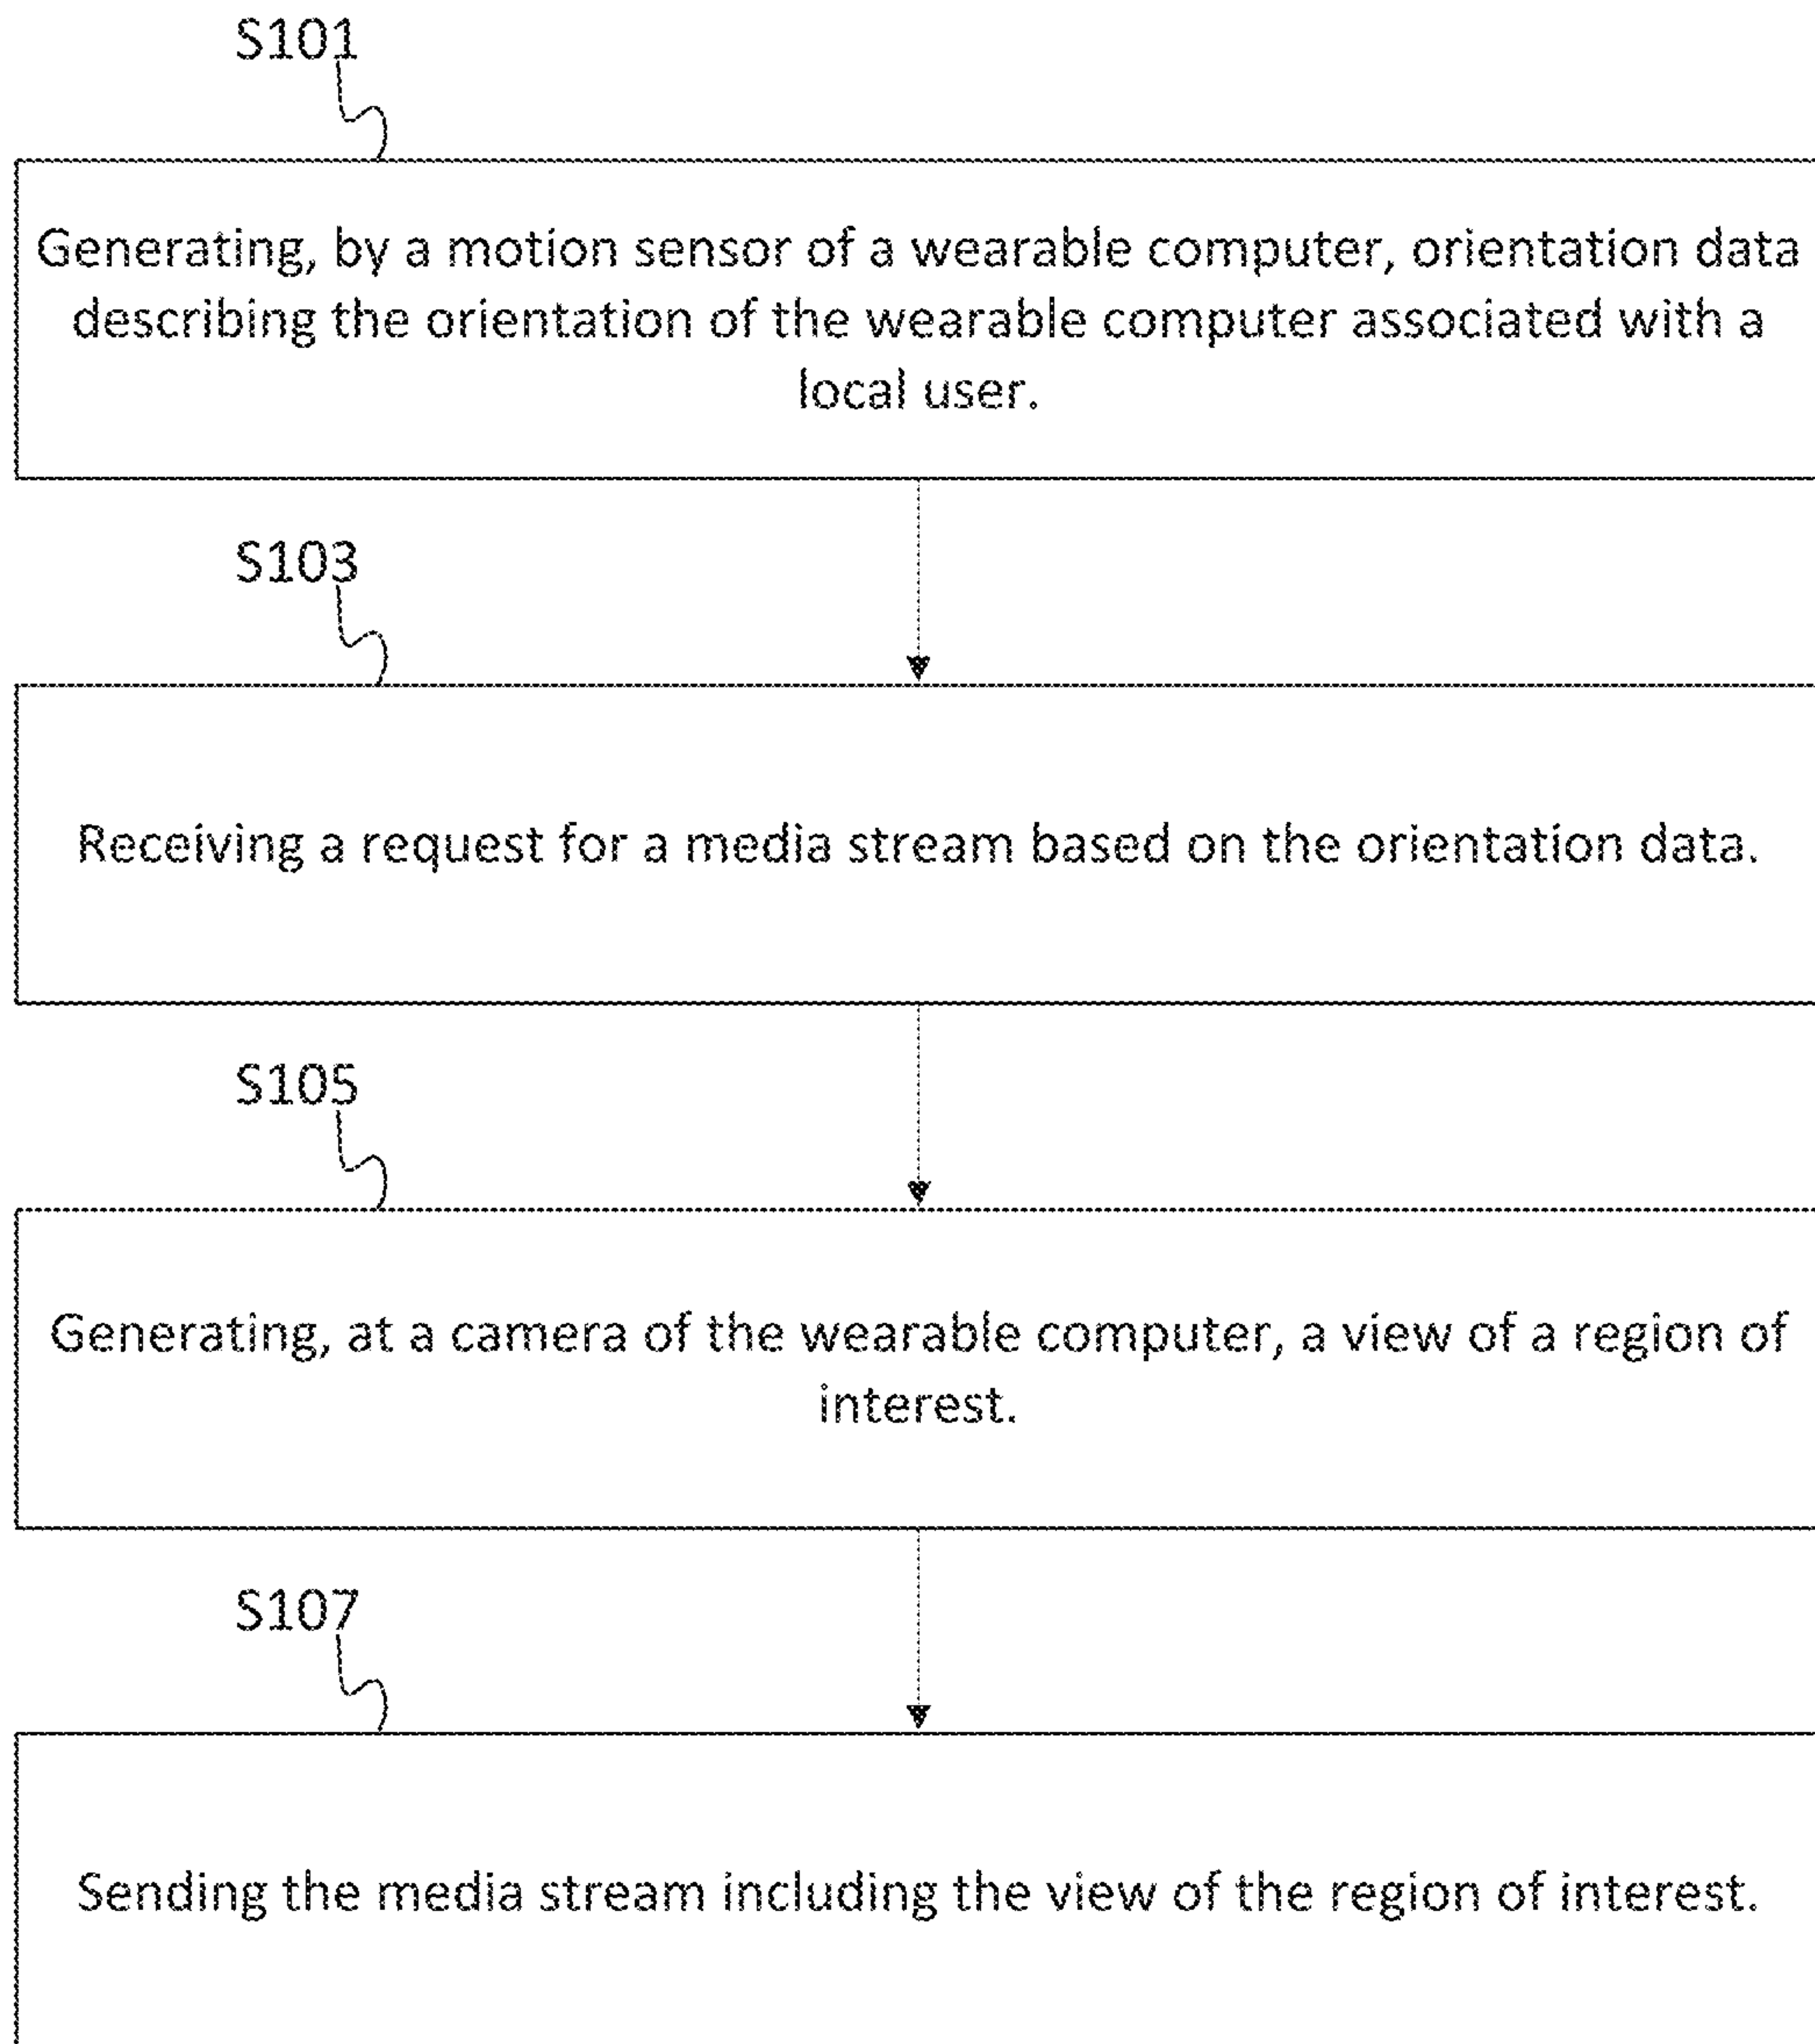 S101
Generating, by a motion sensor of a wearable computer, orientation data
describing the orientation of the wearable computer associated with a
local user.
S103
Receiving a request for a media stream based on the orientation data.
S105
Generating, at a camera of the wearable computer, a view of a region of
interest.
S107
Sending the media stream including the view of the region of interest.